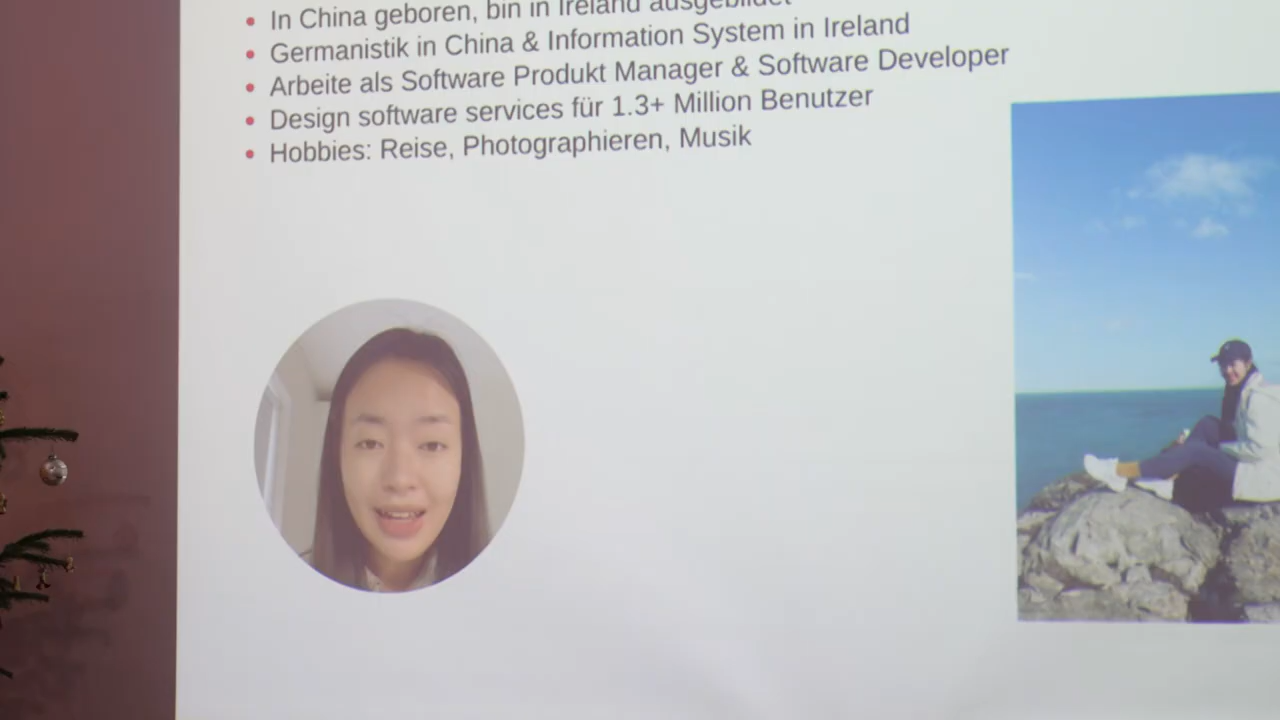 In China geboren, bin in Ireland ausgebildet
Germanistik in China & Information System in Ireland
Arbeite als Software Produkt Manager & Software Developer
Design software services für 1.3+ Million Benutzer
Hobbies: Reise, Photographieren, Musik